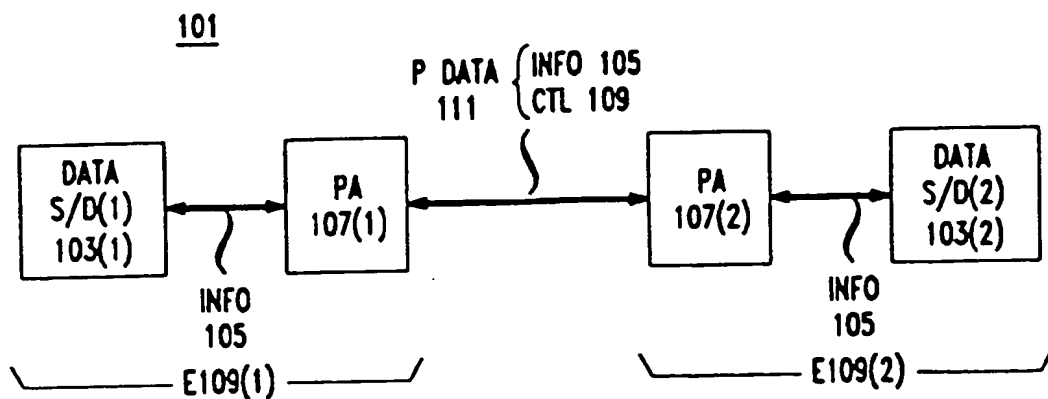 101
P DATA
111
INFO 105
CTL 109
DATA
S/D(1)
103(1)
PA
107(1)
PA
107(2)
DATA
S/D(2)
103(2)
INFO
105
INFO
105
E109(1)
E109(2)